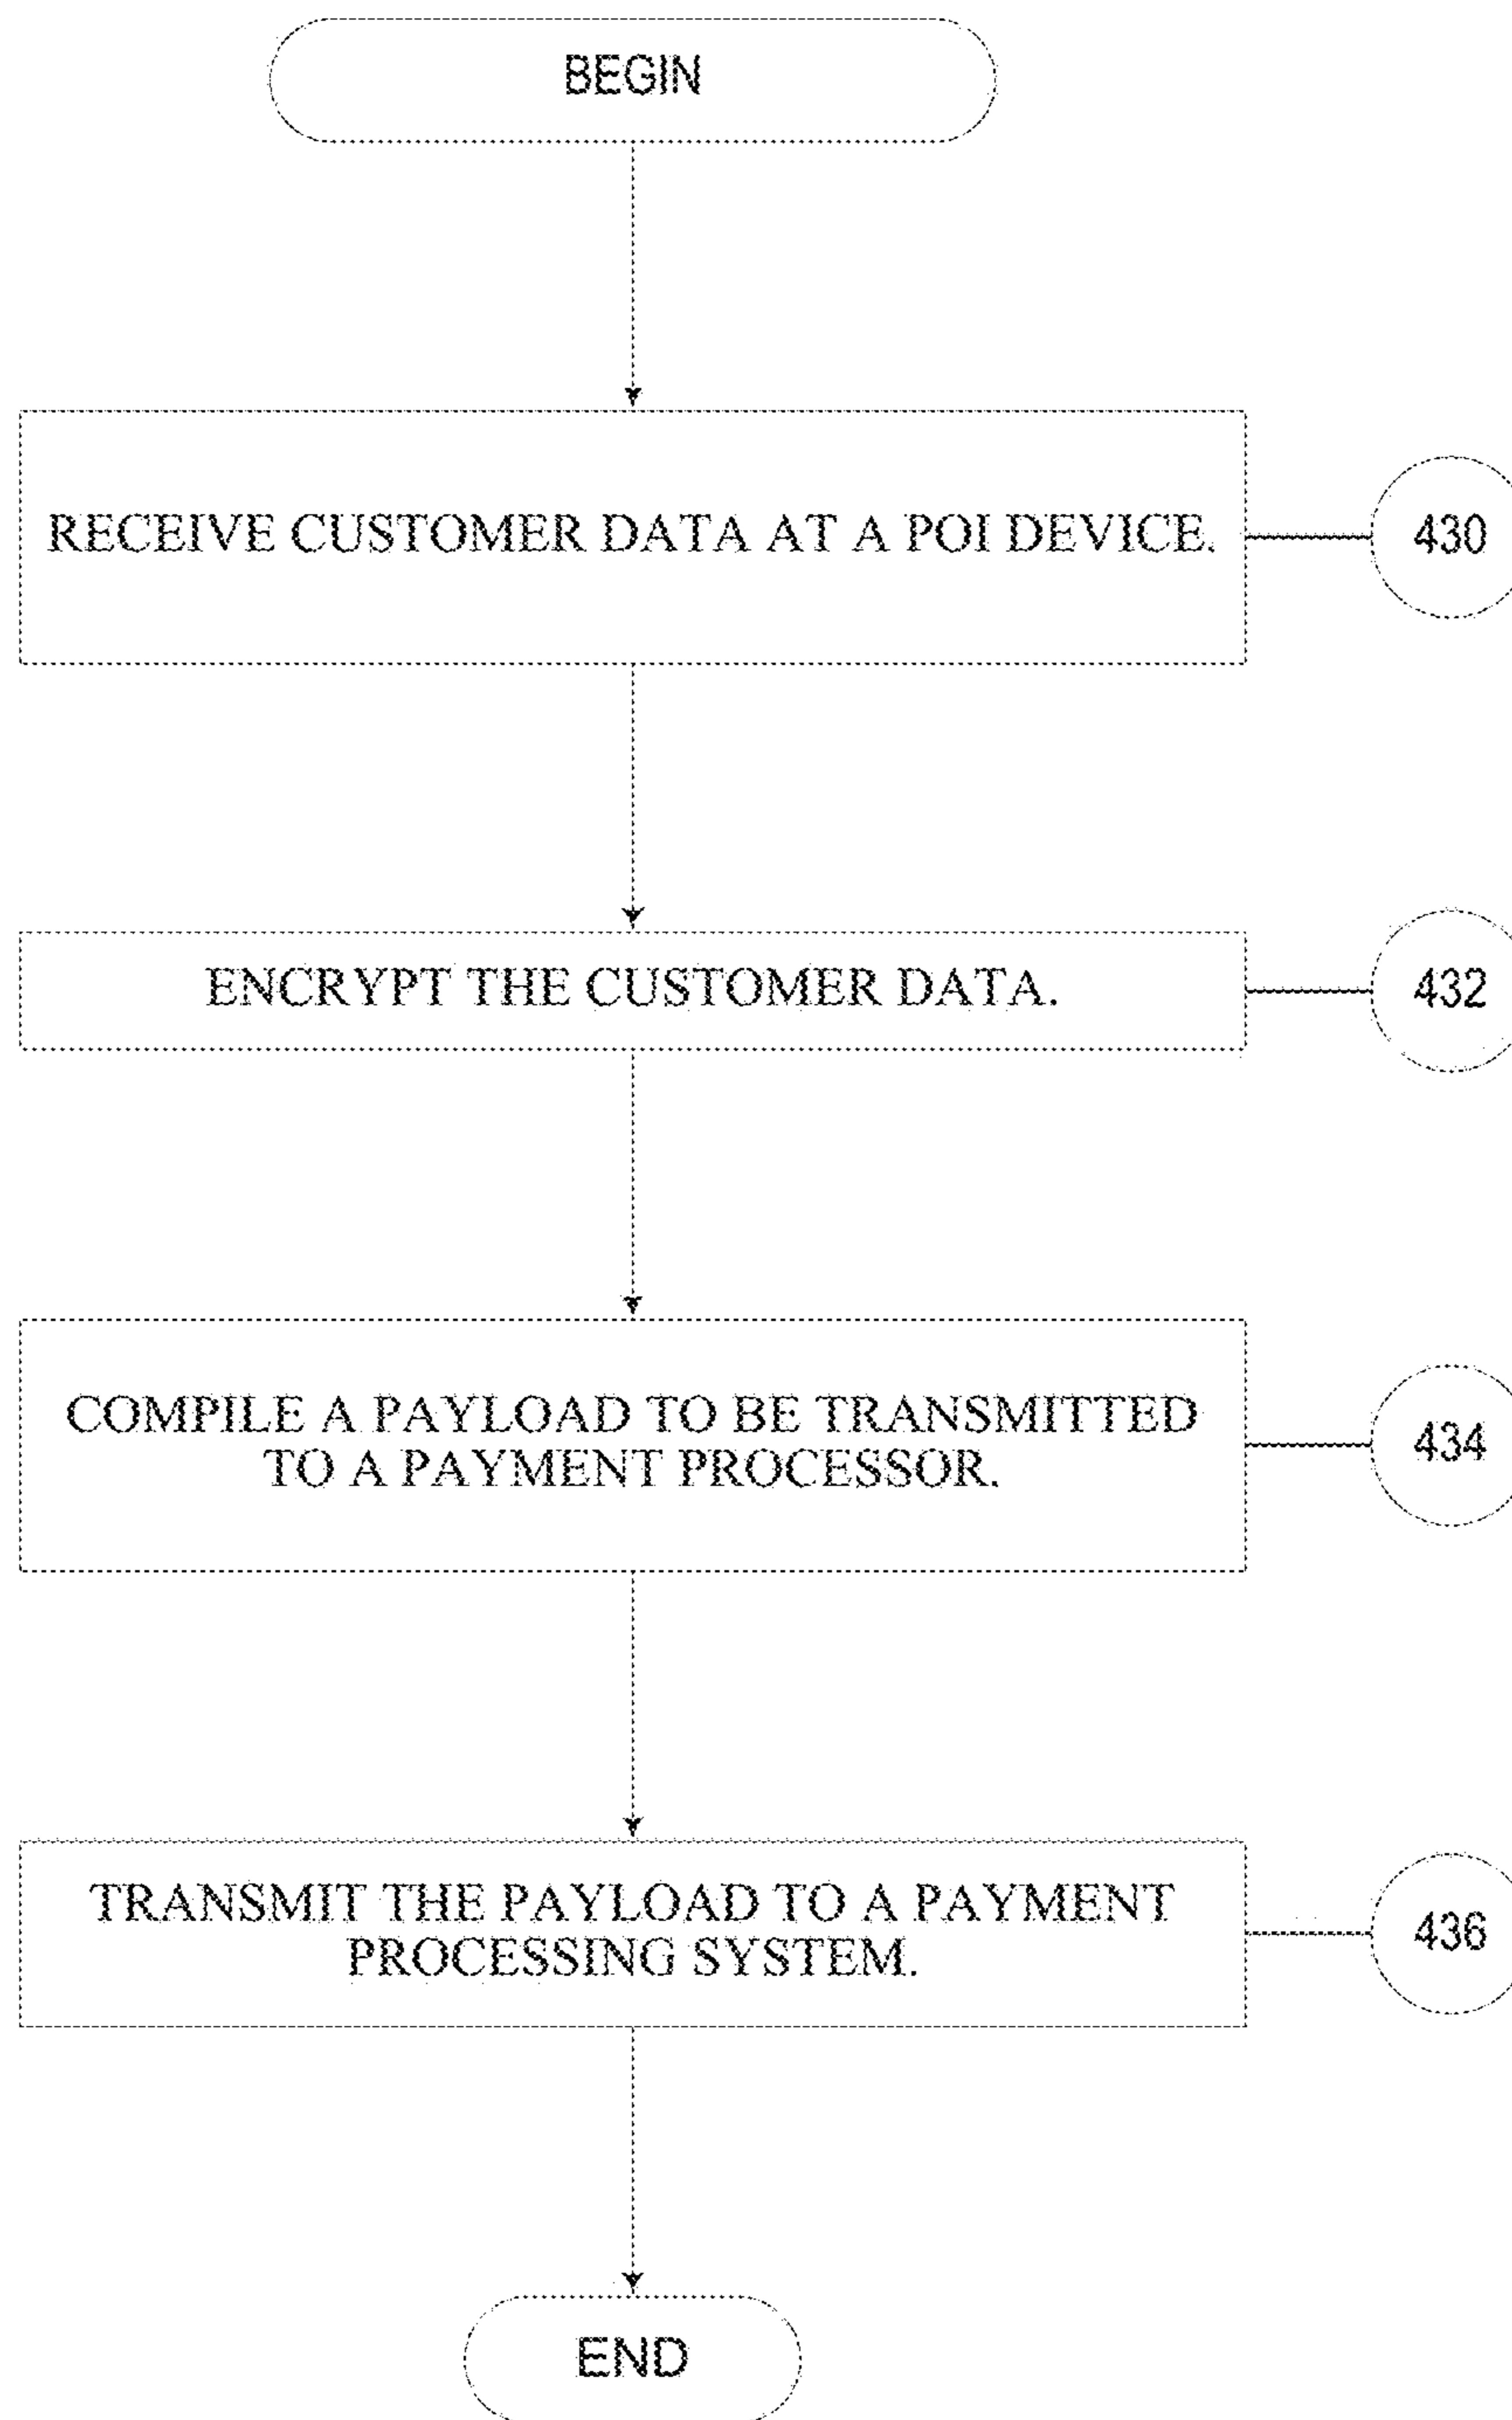 BEGIN
RECEIVE CUSTOMER DATA AT A POI DEVICE.
430
ENCRYPT THE CUSTOMER DATA.
432
COMPILE A PAYLOAD TO BE TRANSMITTED
TO A PAYMENT PROCESSOR.
434
TRANSMIT THE PAYLOAD TO A PAYMENT
PROCESSING SYSTEM.
436
END